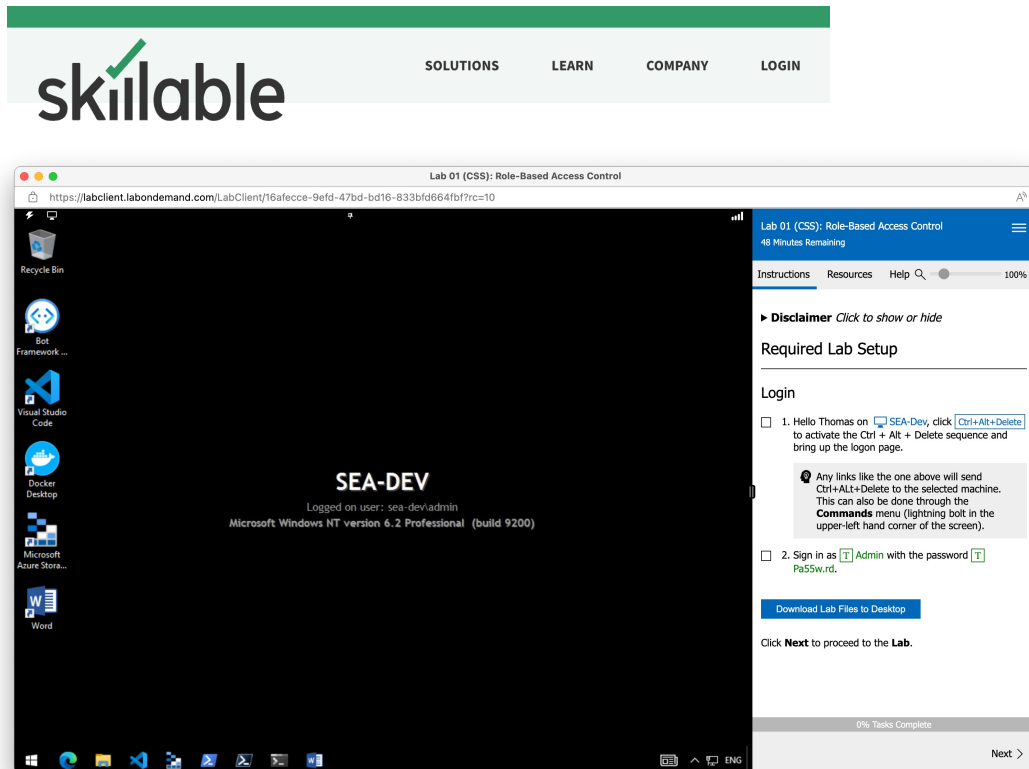 skillable
SOLUTIONS LEARN COMPANY LOGIN
Lab 01 (CSS): Role-Based Access Control
https://labclient.labondemand.com/LabClient/16afecce-9efd-47bd-bd16-833bfd664fbf?rc=10
Recycle Bin
Bot
Framework ...
Visual Studio
Code
Docker
Desktop
Microsoft
Azure Stora...
Word
SEA-DEV
Logged on user: sea-dev\admin
Microsoft Windows NT version 6.2 Professional (build 9200)
ENG
Lab 01 (CSS): Role-Based Access Control
48 Minutes Remaining
Instructions Resources Help 100%
Disclaimer Click to show or hide
Required Lab Setup
Login
1. Hello Thomas on SEA-Dev, click Ctrl+Alt+Delete
to activate the Ctrl + Alt + Delete sequence and
bring up the logon page.
Any links like the one above will send
Ctrl+ALt+Delete to the selected machine.
This can also be done through the
Commands menu (lightning bolt in the
upper-left hand corner of the screen).
2. Sign in as T Admin with the password T
Pa55w.rd.
Download Lab Files to Desktop
Click Next to proceed to the Lab.
0% Tasks Complete
Next >